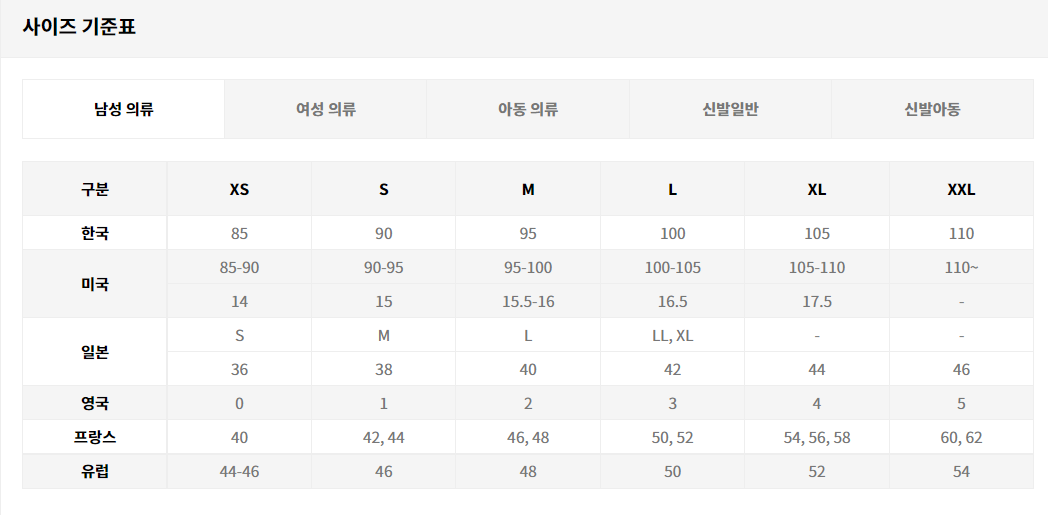 사이즈 기준표
남성 의류 여성 의류 아동 의류 신발일반 신발아동
구분 XS S M L XL XXL
한국 85 90 95 100 105 110
미국 85-90 90-95 95-100 100-105 105-110 110~
14 15 15.5-16 16.5 17.5 -
일본 S M L LL, XL - -
36 38 40 42 44 46
영국 0 1 2 3 4 5
프랑스 40 42, 44 46, 48 50, 52 54, 56, 58 60, 62
유럽 44-46 46 48 50 52 54